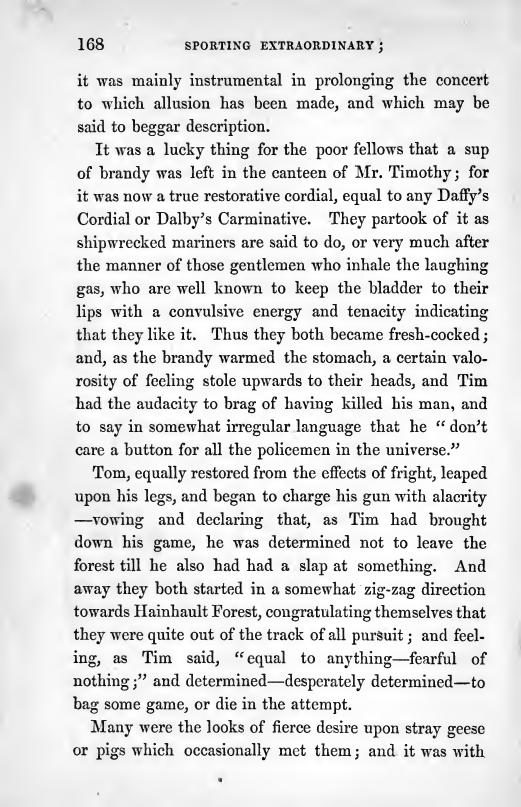 168 SPORTING EXTRAORDINARY;
it was mainly instrumental in prolonging the concert
to which allusion has been made, and which may be
said to beggar description.
It was a lucky thing for the poor fellows that a sup
of brandy was left in the canteen of Mr. Timothy; for
it was now a true restorative cordial, equal to any Daffy's
Cordial or Dalby's Carminative. They partook of it as
shipwrecked mariners are said to do, or very much after
the manner of those gentlemen who inhale the laughing
gas, who are well known to keep the bladder to their
lips with a convulsive energy and tenacity indicating
that they like it. Thus they both became fresh-cocked;
and, as the brandy warmed the stomach, a certain valo-
rosity of feeling stole upwards to their heads, and Tim
had the audacity to brag of having killed his man, and
to say in somewhat irregular language that he “ don't
care a button for all the policemen in the universe.”
Tom, equally restored from the effects of fright, leaped
upon his legs, and began to charge his gun with alacrity
—vowing and declaring that, as Tim had brought
down his game, he was determined not to leave the
forest till he also had had a slap at something. And
away they both started in a somewhat zig-zag direction
towards Hainhault Forest, congratulating themselves that
they were quite out of the track of all pursuit; and feel-
ing, as Tim said, “equal to anything—fearful of
nothing;” and determined—desperately determined—to
bag some game, or die in the attempt.
Many were the looks of fierce desire upon stray geese
or pigs which occasionally met them; and it was with